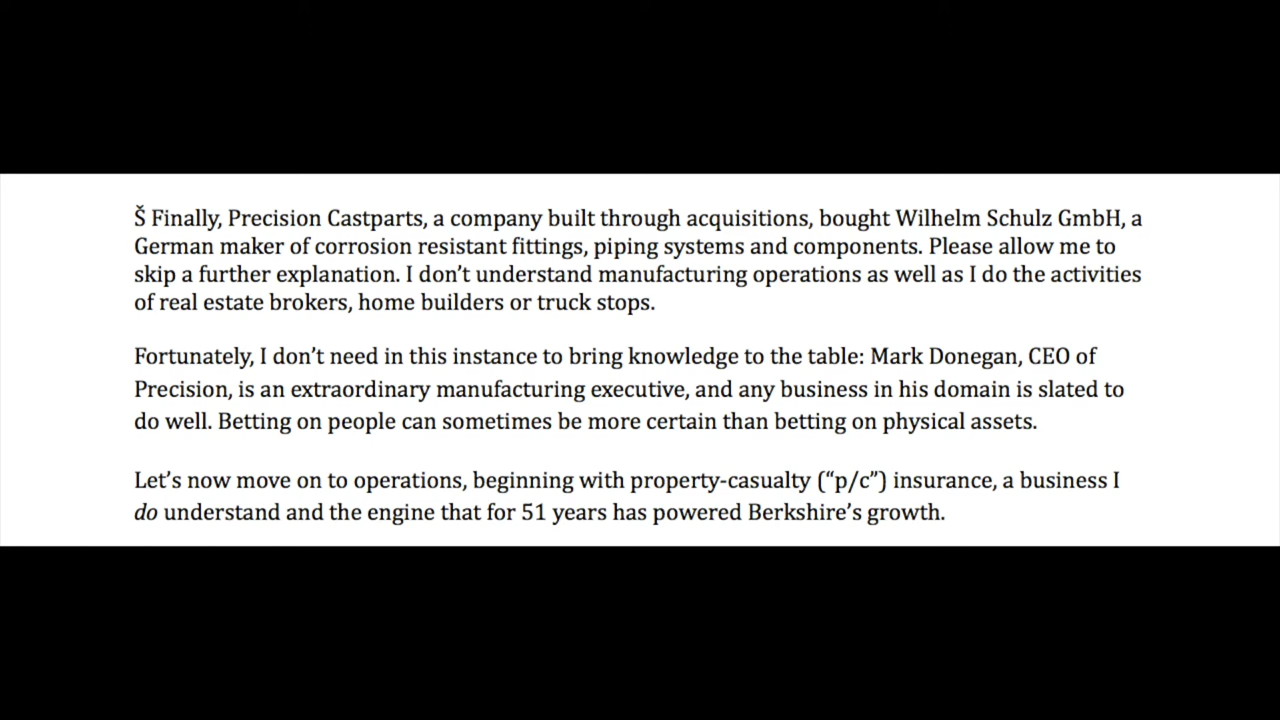 Š Finally, Precision Castparts, a company built through acquisitions, bought Wilhelm Schulz GmbH, a
German maker of corrosion resistant fittings, piping systems and components. Please allow me to
skip a further explanation. I don’t understand manufacturing operations as well as I do the activities
of real estate brokers, home builders or truck stops.
Fortunately, I don’t need in this instance to bring knowledge to the table: Mark Donegan, CEO of
Precision, is an extraordinary manufacturing executive, and any business in his domain is slated to
do well. Betting on people can sometimes be more certain than betting on physical assets.
Let’s now move on to operations, beginning with property-casualty (“p/c”) insurance, a business I
do understand and the engine that for 51 years has powered Berkshire’s growth.